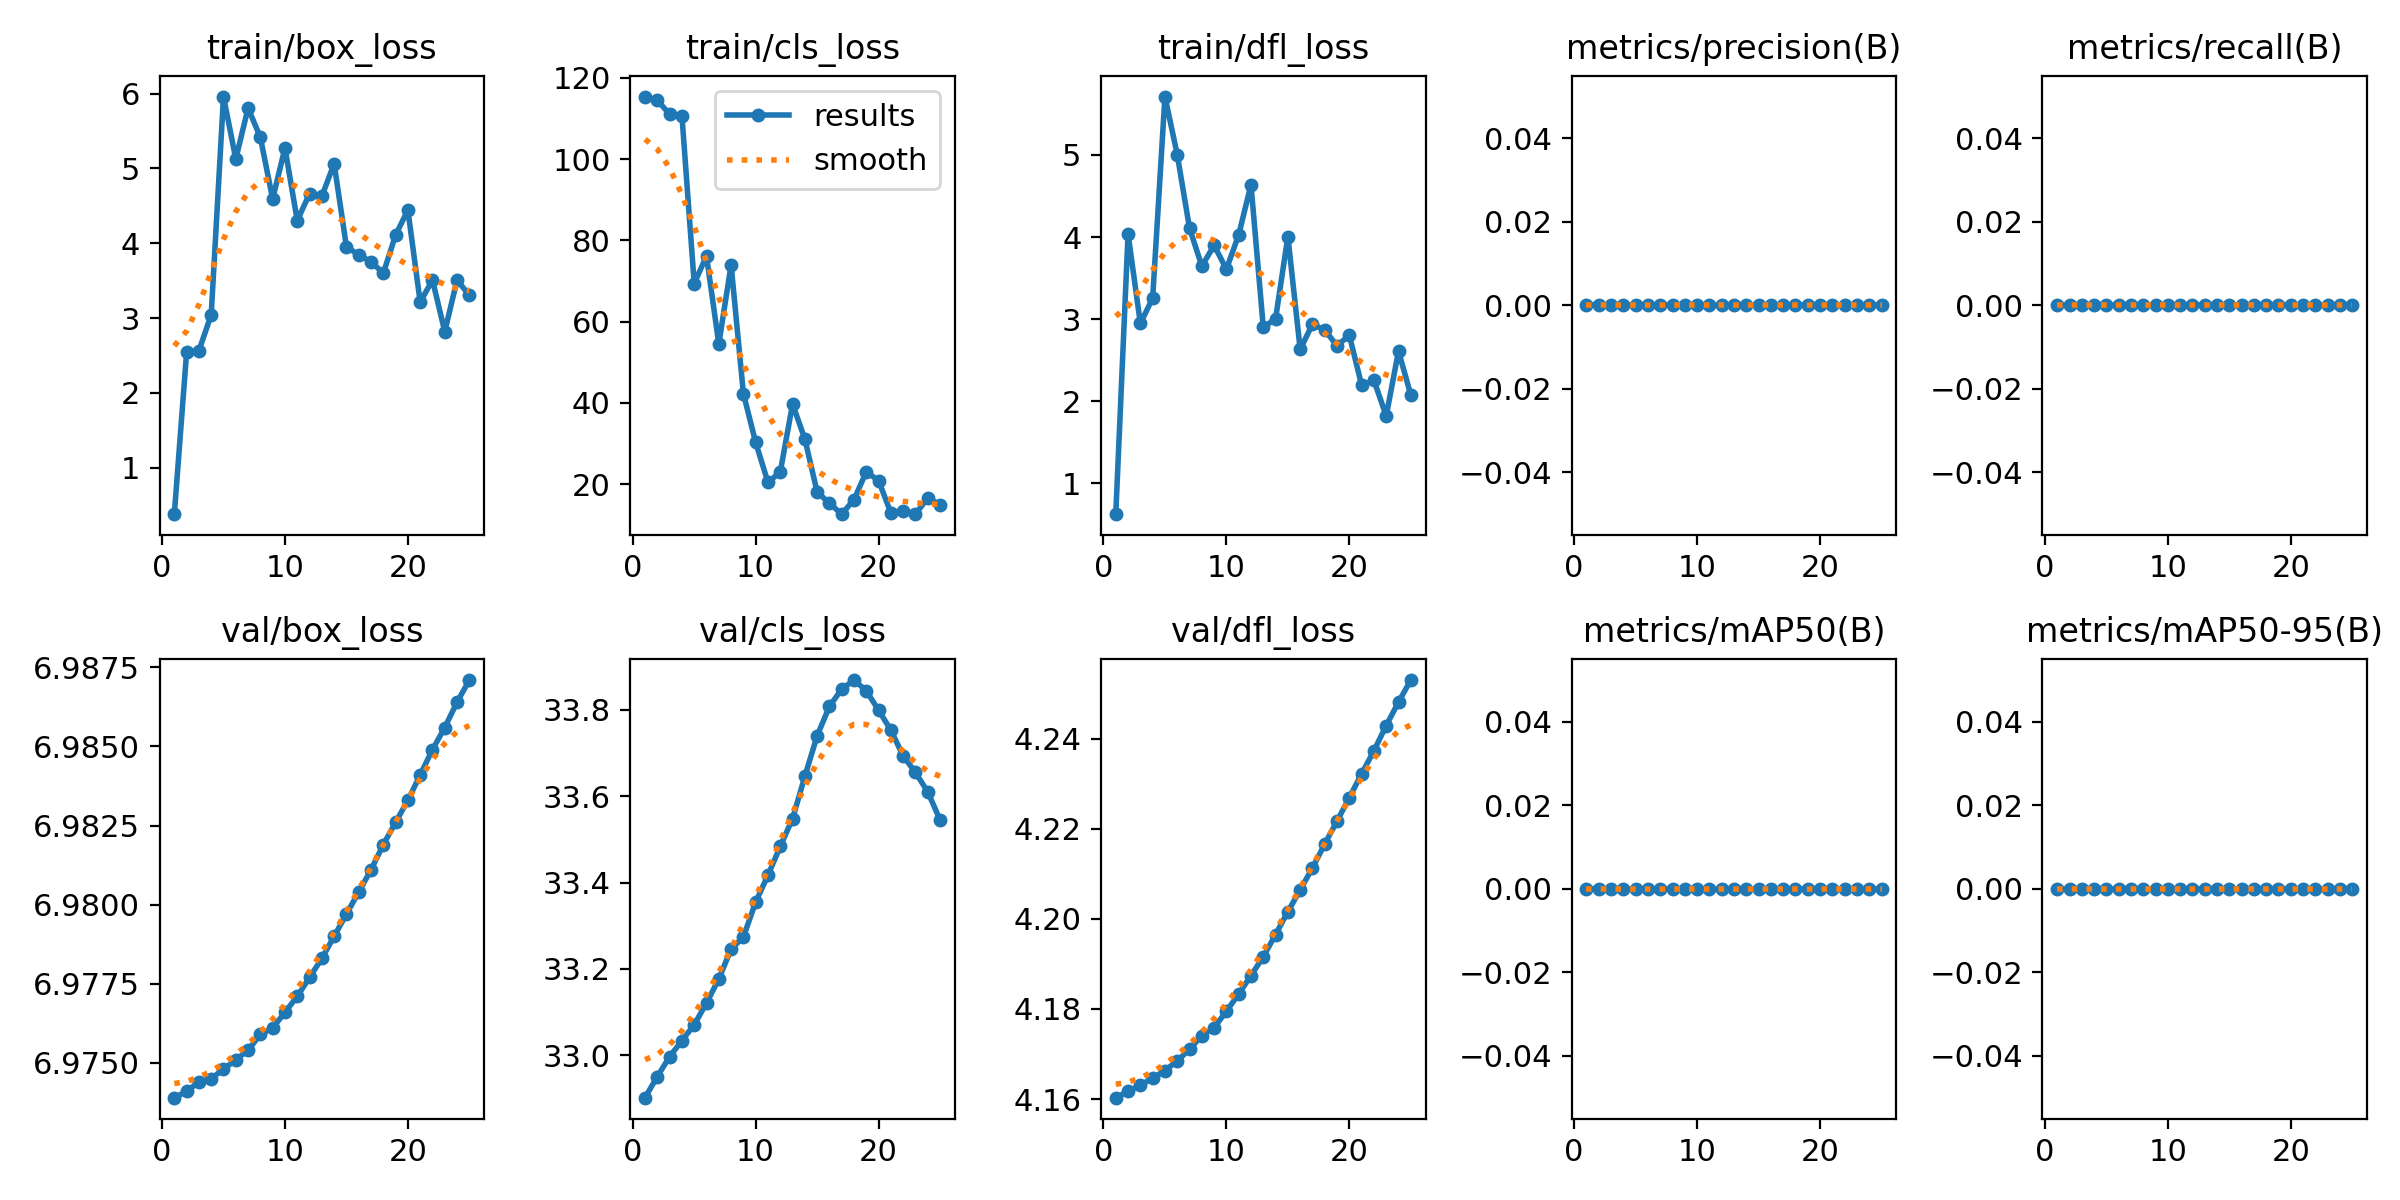 train/box_loss
6
5
4
3
2
1
0 10 20
train/cls_loss
results
smooth
120
100
80
60
40
20
0 10 20
train/dfl_loss
5
4
3
2
1
0 10 20
metrics/precision(B)
0.04
0.02
0.00
−0.02
−0.04
0 10 20
metrics/recall(B)
0.04
0.02
0.00
−0.02
−0.04
0 10 20
val/box_loss
6.9875
6.9850
6.9825
6.9800
6.9775
6.9750
0 10 20
val/cls_loss
33.8
33.6
33.4
33.2
33.0
0 10 20
val/dfl_loss
4.24
4.22
4.20
4.18
4.16
0 10 20
metrics/mAP50(B)
0.04
0.02
0.00
−0.02
−0.04
0 10 20
metrics/mAP50-95(B)
0.04
0.02
0.00
−0.02
−0.04
0 10 20